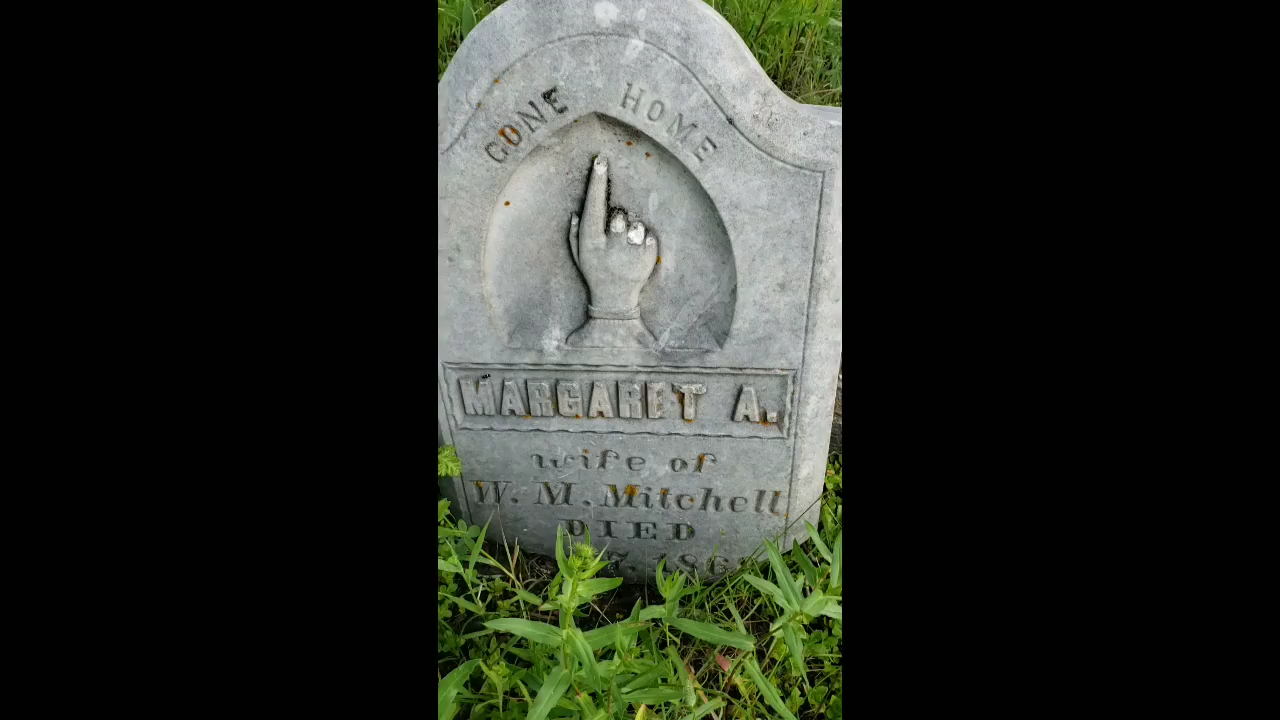 GONE HOME
MARGARET A.
wife of
W. M. Mitchell
DIED